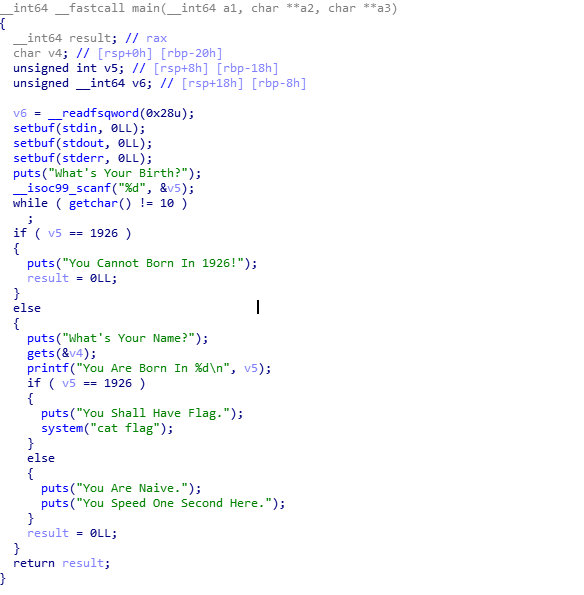 __int64 __fastcall main(__int64 a1, char **a2, char **a3)
{
  __int64 result; // rax
  char v4; // [rsp+0h] [rbp-20h]
  unsigned int v5; // [rsp+8h] [rbp-18h]
  unsigned __int64 v6; // [rsp+18h] [rbp-8h]

  v6 = __readfsqword(0x28u);
  setbuf(stdin, 0LL);
  setbuf(stdout, 0LL);
  setbuf(stderr, 0LL);
  puts("What's Your Birth?");
  __isoc99_scanf("%d", &v5);
  while ( getchar() != 10 )
    ;
  if ( v5 == 1926 )
  {
    puts("You Cannot Born In 1926!");
    result = 0LL;
  }
  else
  {
    puts("What's Your Name?");
    gets(&v4);
    printf("You Are Born In %d\n", v5);
    if ( v5 == 1926 )
    {
      puts("You Shall Have Flag.");
      system("cat flag");
    }
    else
    {
      puts("You Are Naive.");
      puts("You Speed One Second Here.");
    }
    result = 0LL;
  }
  return result;
}